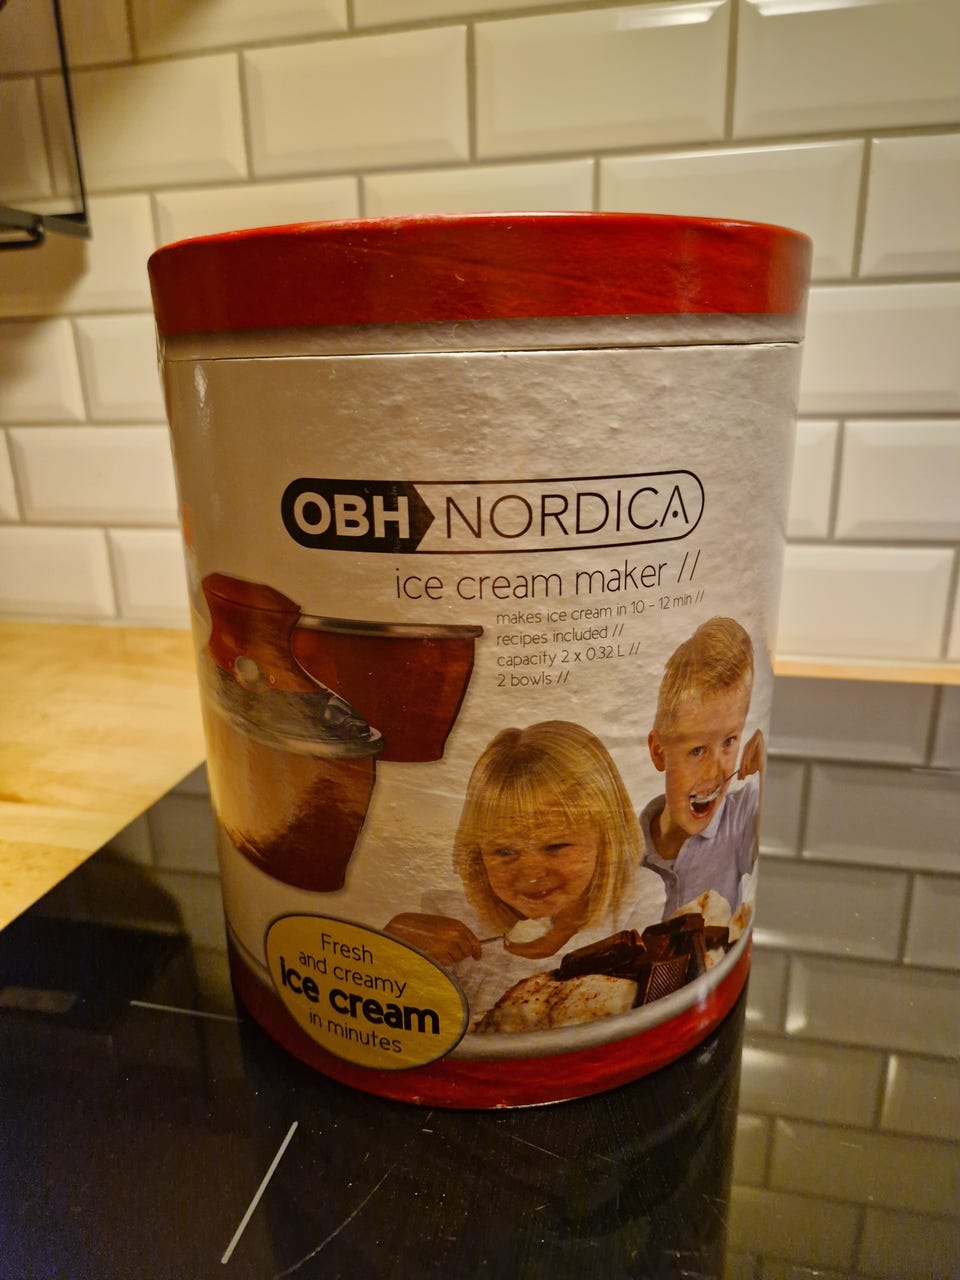 OBH NORDICA
ice cream maker //
makes ice cream in 10 - 12 min //
recipes included //
capacity 2 x 0.32 L //
2 bowls //
Fresh
and creamy
ice cream
in minutes